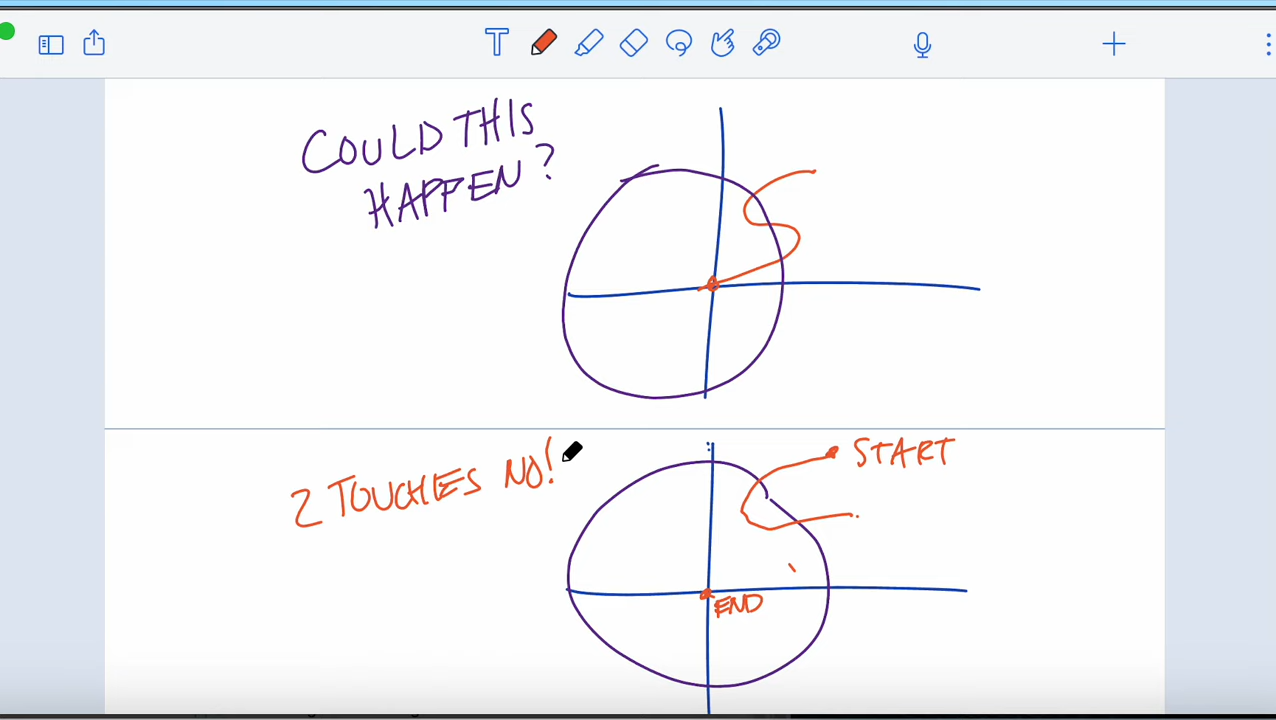 COULD THIS
HAPPEN?
START
2 TOUCHES NO!
END